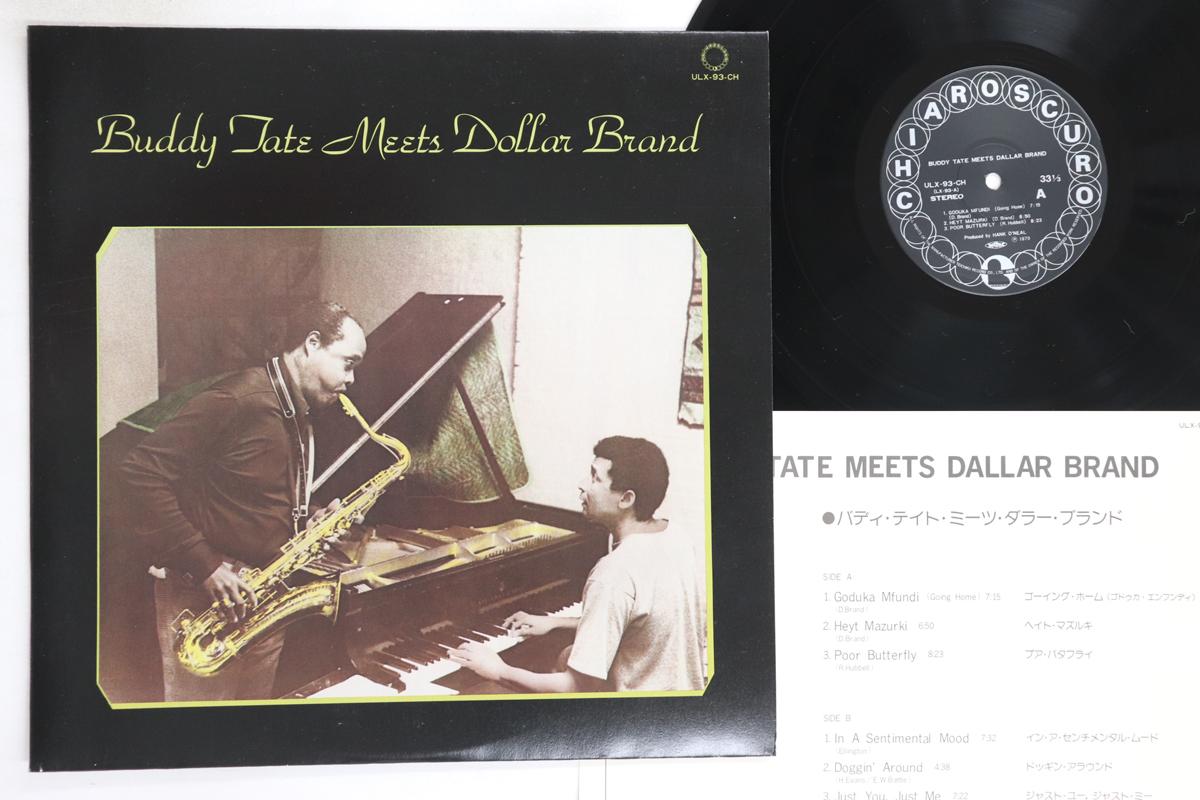 ULX-93-CH
Buddy Tate Meets Dollar Brand
CHIAROSCURO
BUDDY TATE MEETS DALLAR BRAND
ULX-93-CH
(LX-93-A)
STEREO
33⅓
A
1. GODUKA MFUNDI (Going Home) 7:15
(D.Brand)
2. HEYT MAZURKI (D. Brand) 6:50
3. POOR BUTTERFLY (R. Hubbell) 8:23
Produced by HANK O'NEAL
Ⓟ 1979
TATE MEETS DALLAR BRAND
●バディ・テイト・ミーツ・ダラー・ブランド
SIDE A
1. Goduka Mfundi (Going Home) 7:15 ゴーイング・ホーム(ゴドゥカ・エンフンディ)
(D.Brand)
2. Heyt Mazurki 6:50 ヘイト・マズルキ
(D.Brand)
3. Poor Butterfly 8:23 プア・バタフライ
(R.Hubbell)
SIDE B
1. In A Sentimental Mood 7:32 イン・ア・センチメンタル・ムード
(Ellington)
2. Doggin' Around 4:38 ドッギン・アラウンド
(H.Evans/E.W.Battle)
3. Just You, Just Me 7:22 ジャスト・ユー、ジャスト・ミー